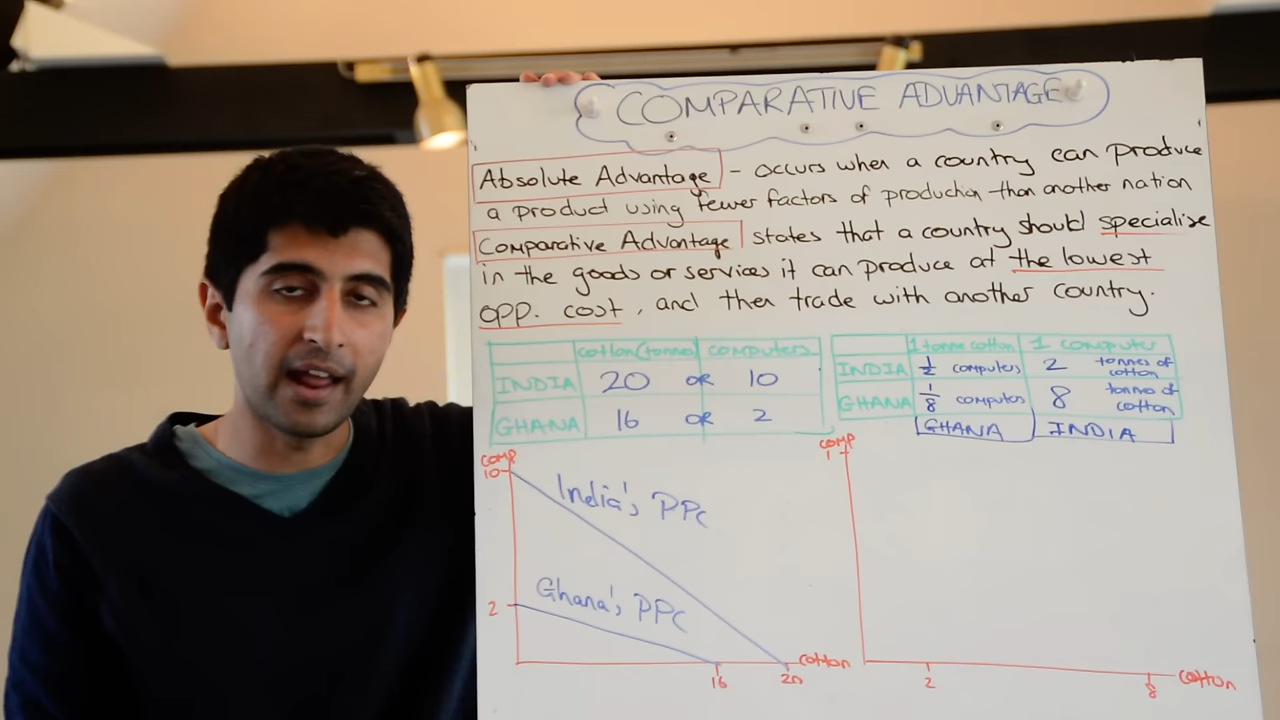 COMPARATIVE ADVANTAGE
Absolute Advantage - occurs when a country can produce
a product using fewer factors of production than another nation
Comparative Advantage states that a country should specialise
in the goods or services it can produce at the lowest
opp. cost, and then trade with another country.
cotton (tonnes) computers
INDIA 20 OR 10
GHANA 16 OR 2
1 tonne cotton 1 computer
INDIA ½ computers 2 tonnes of cotton
GHANA ⅛ computers 8 tonnes of cotton
GHANA INDIA
comp
10
India's PPC
Ghana's PPC
2
16 20 cotton
comp
1
2 8 cotton